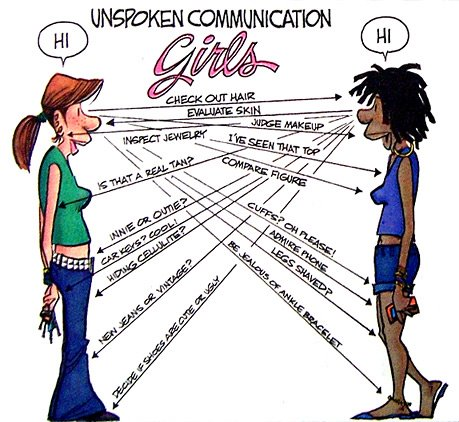 UNSPOKEN COMMUNICATION
Girls
HI
HI
CHECK OUT HAIR
EVALUATE SKIN
JUDGE MAKEUP
INSPECT JEWELRY
I'VE SEEN THAT TOP
COMPARE FIGURE
IS THAT A REAL TAN?
INNIE OR OUTIE?
CAR KEYS? COOL!
HIDING CELLULITE?
NEW JEANS OR VINTAGE?
DECIDE IF SHOES ARE CUTE OR UGLY
CUFFS? OH PLEASE!
ADMIRE PHONE
LEGS SHAVED?
BE JEALOUS OF ANKLE BRACELET